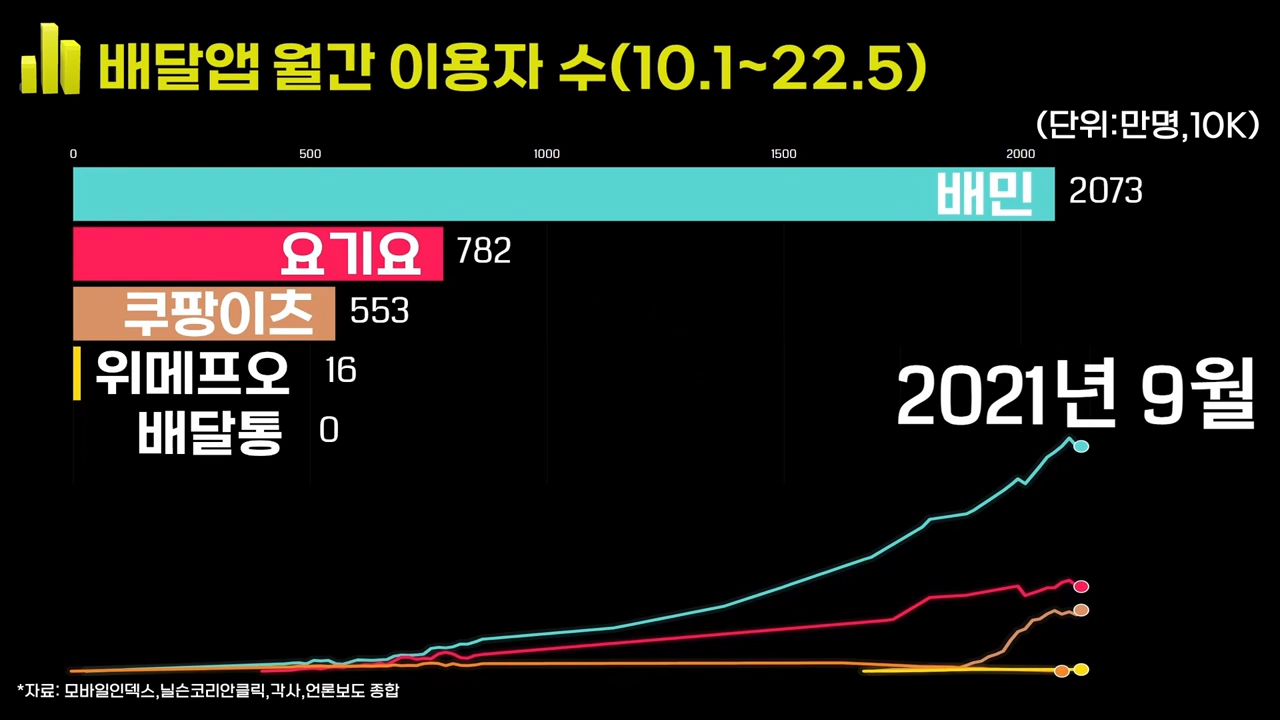 배달앱 월간 이용자 수(10.1~22.5)
(단위:만명,10K)
0 500 1000 1500 2000
배민 2073
요기요 782
쿠팡이츠 553
위메프오 16
배달통 0
2021년 9월
*자료: 모바일인덱스,닐슨코리안클릭,각사,언론보도 종합